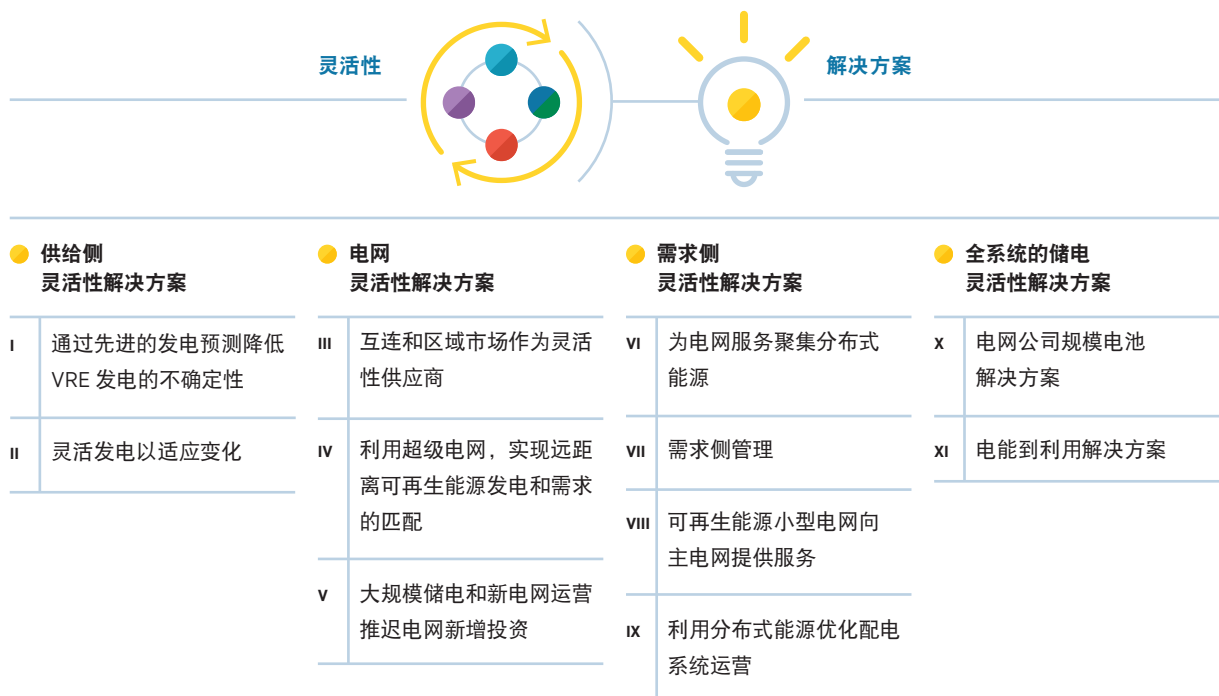 灵活性
解决方案
供给侧
灵活性解决方案
I
通过先进的发电预测降低
VRE 发电的不确定性
II
灵活发电以适应变化
电网
灵活性解决方案
III
互连和区域市场作为灵活
性供应商
IV
利用超级电网，实现远距
离可再生能源发电和需求
的匹配
V
大规模储电和新电网运营
推迟电网新增投资
需求侧
灵活性解决方案
VI
为电网服务聚集分布式
能源
VII
需求侧管理
VIII
可再生能源小型电网向
主电网提供服务
IX
利用分布式能源优化配电
系统运营
全系统的储电
灵活性解决方案
X
电网公司规模电池
解决方案
XI
电能到利用解决方案